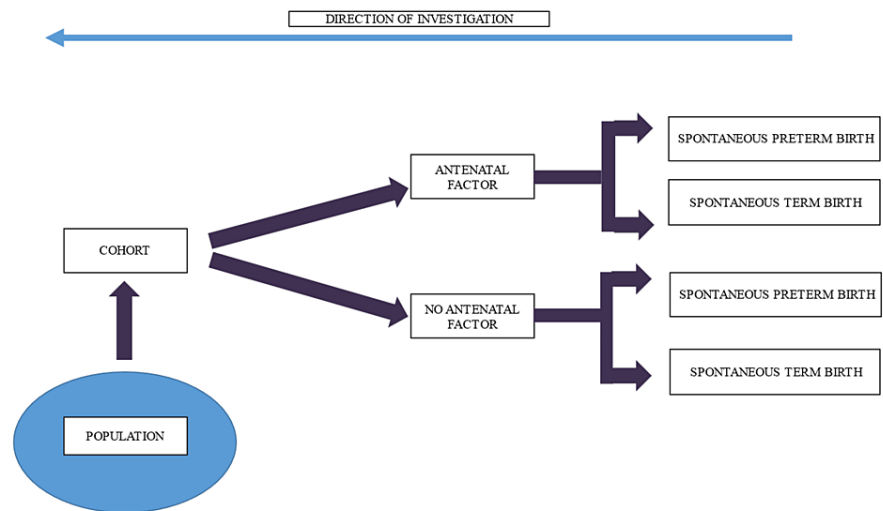 DIRECTION OF INVESTIGATION
SPONTANEOUS PRETERM BIRTH
ANTENATAL
FACTOR
SPONTANEOUS TERM BIRTH
COHORT
SPONTANEOUS PRETERM BIRTH
NO ANTENATAL
FACTOR
SPONTANEOUS TERM BIRTH
POPULATION